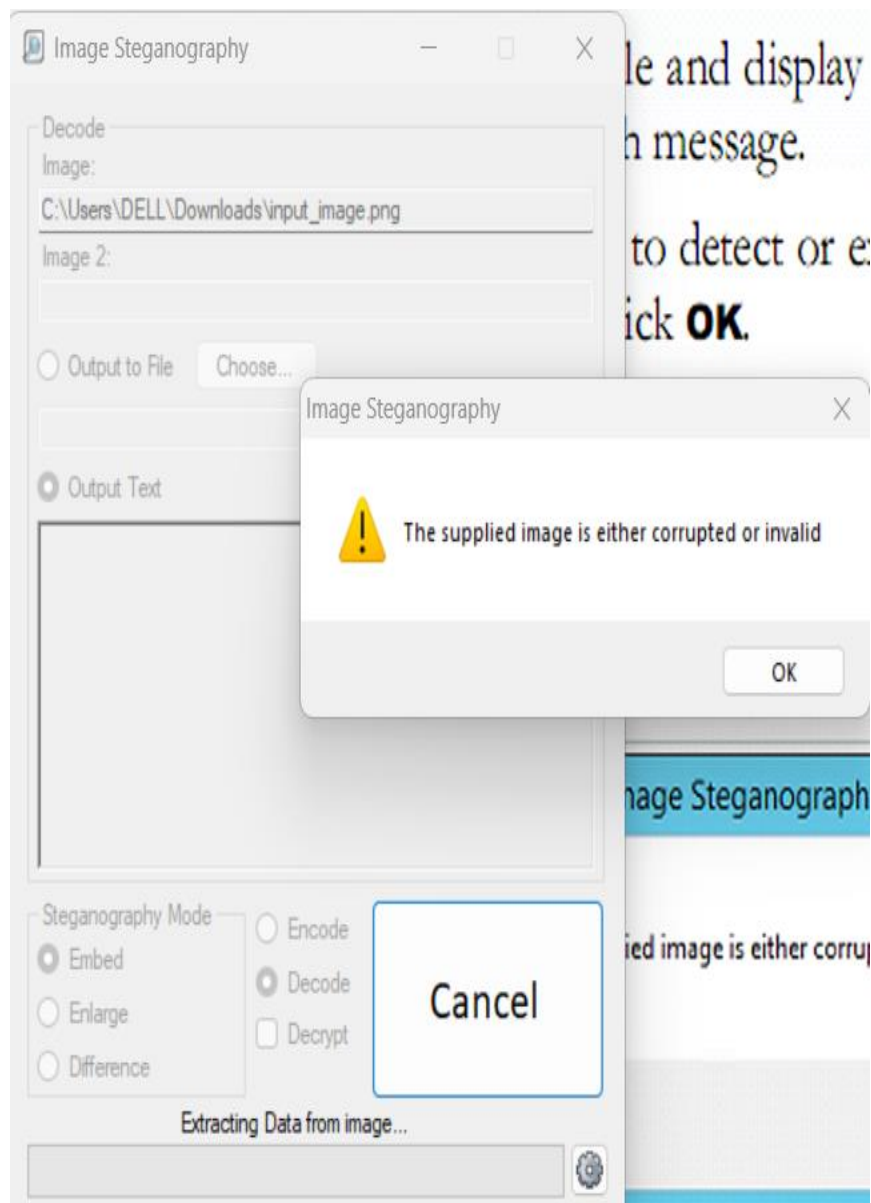 Image Steganography
le and display
h message.
Decode
Image:
C:\Users\DELL\Downloads\input_image.png
Image 2:
to detect or e
ick OK.
Output to File
Choose...
Image Steganography
Output Text
The supplied image is either corrupted or invalid
OK
mage Steganograph
Steganography Mode
Embed
Enlarge
Difference
Encode
Decode
Decrypt
Cancel
ied image is either corrup
Extracting Data from image...